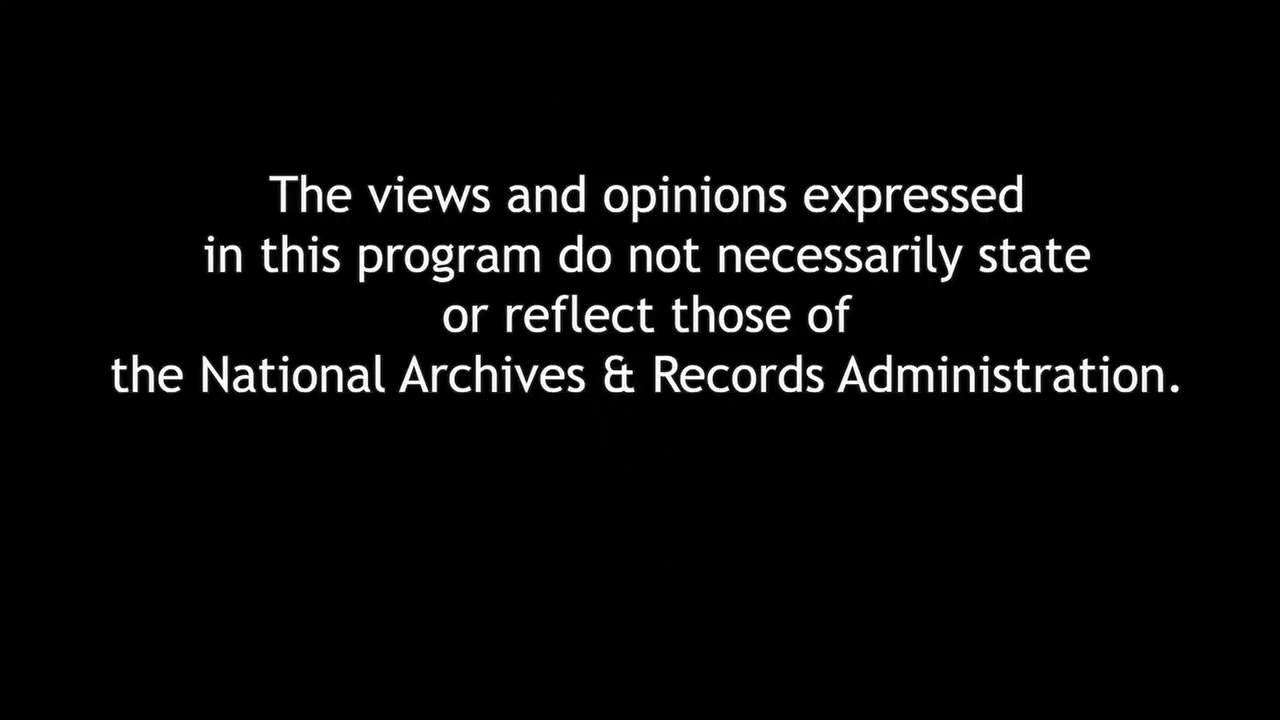 The views and opinions expressed
in this program do not necessarily state
or reflect those of
the National Archives & Records Administration.